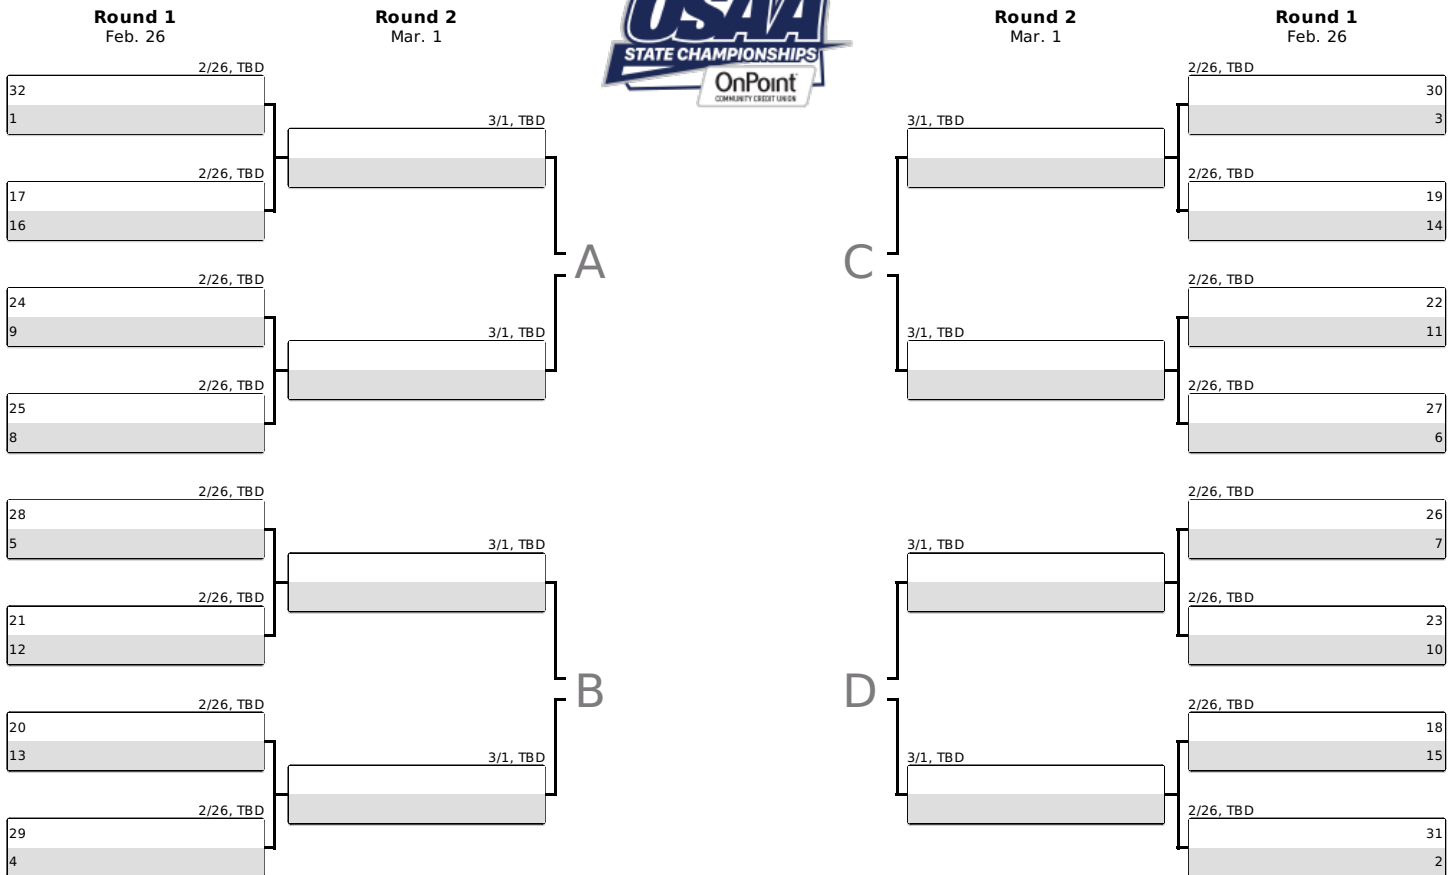 Round 1
Feb. 26
Round 2
Mar. 1
USAA
STATE CHAMPIONSHIPS
OnPoint
COMMUNITY CREDIT UNION
Round 2
Mar. 1
Round 1
Feb. 26
2/26, TBD
32
1
2/26, TBD
17
16
2/26, TBD
24
9
2/26, TBD
25
8
2/26, TBD
28
5
2/26, TBD
21
12
2/26, TBD
20
13
2/26, TBD
29
4
3/1, TBD
3/1, TBD
3/1, TBD
3/1, TBD
A
B
C
D
3/1, TBD
3/1, TBD
3/1, TBD
3/1, TBD
2/26, TBD
30
3
2/26, TBD
19
14
2/26, TBD
22
11
2/26, TBD
27
6
2/26, TBD
26
7
2/26, TBD
23
10
2/26, TBD
18
15
2/26, TBD
31
2